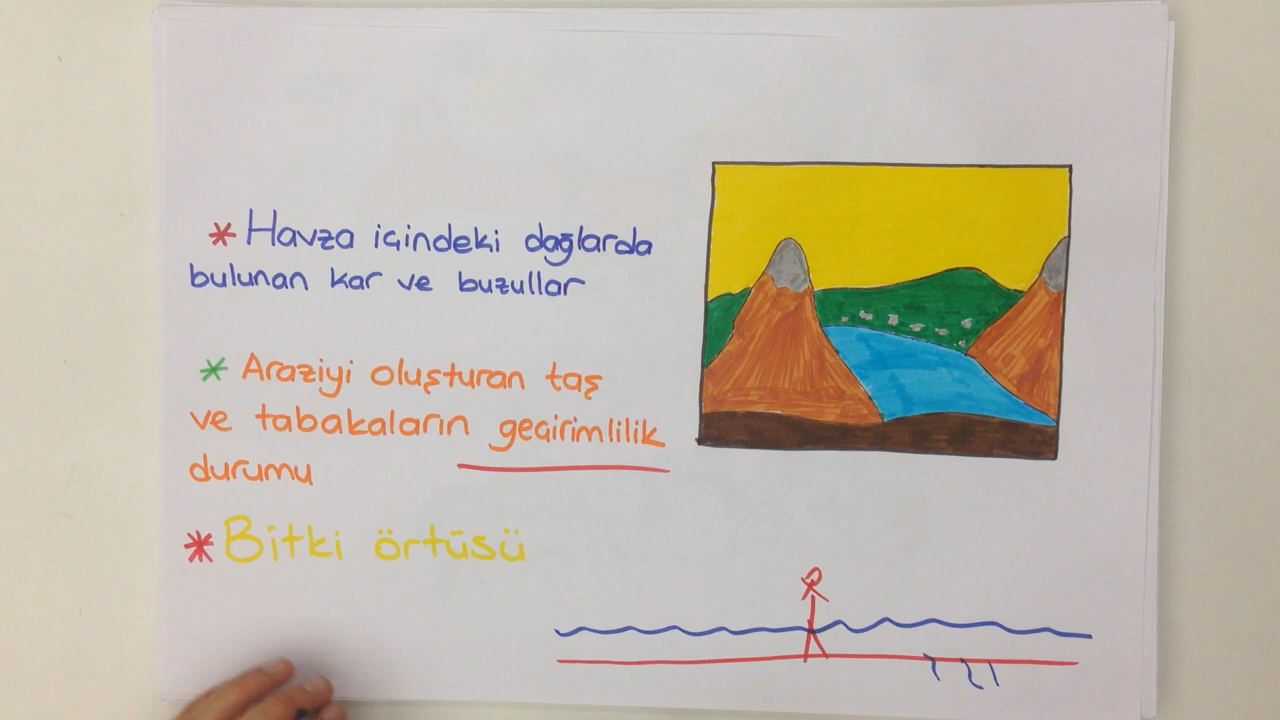 * Havza içindeki dağlarda
bulunan kar ve buzullar
* Araziyi oluşturan taş
ve tabakaların geçirimlilik
durumu
* Bitki örtüsü